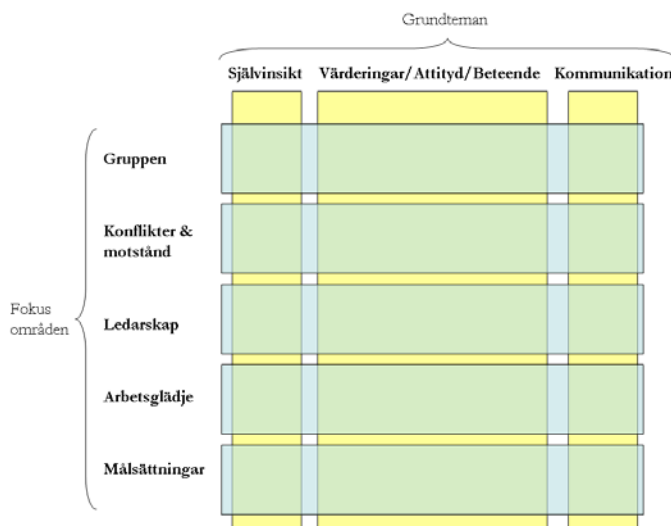 Grundteman
Självinsikt Värderingar/Attityd/Beteende Kommunikation
Gruppen
Konflikter &
motstånd
Fokus
områden
Ledarskap
Arbetsglädje
Målsättningar